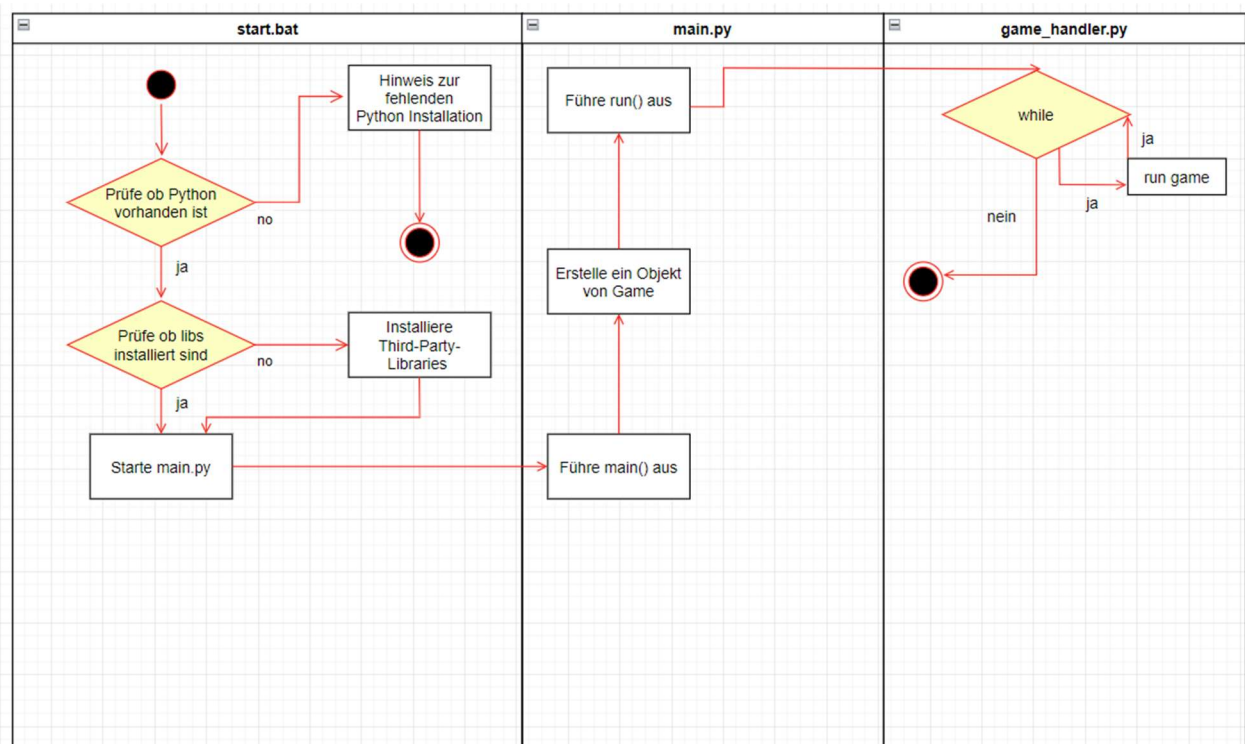 start.bat
main.py
game_handler.py
Hinweis zur
fehlenden
Python Installation
Prüfe ob Python
vorhanden ist
no
ja
Prüfe ob libs
installiert sind
no
Installiere
Third-Party-
Libraries
ja
Starte main.py
Führe run() aus
Erstelle ein Objekt
von Game
Führe main() aus
while
ja
run game
ja
nein